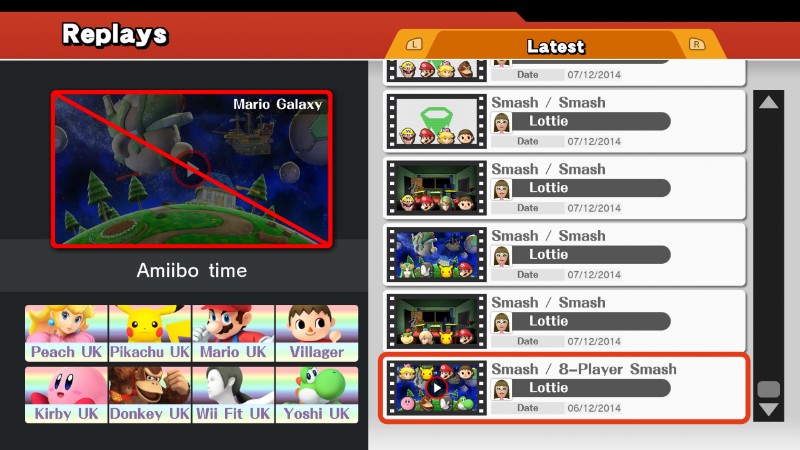 Replays
L
Latest
R
Date 07/12/2014
Mario Galaxy
Smash / Smash
Lottie
Date 07/12/2014
Smash / Smash
Lottie
Date 07/12/2014
Smash / Smash
Lottie
Date 07/12/2014
Smash / Smash
Lottie
Date 07/12/2014
Smash / 8-Player Smash
Lottie
Date 06/12/2014
Amiibo time
Peach UK Pikachu UK Mario UK Villager
Kirby UK Donkey UK Wii Fit UK Yoshi UK